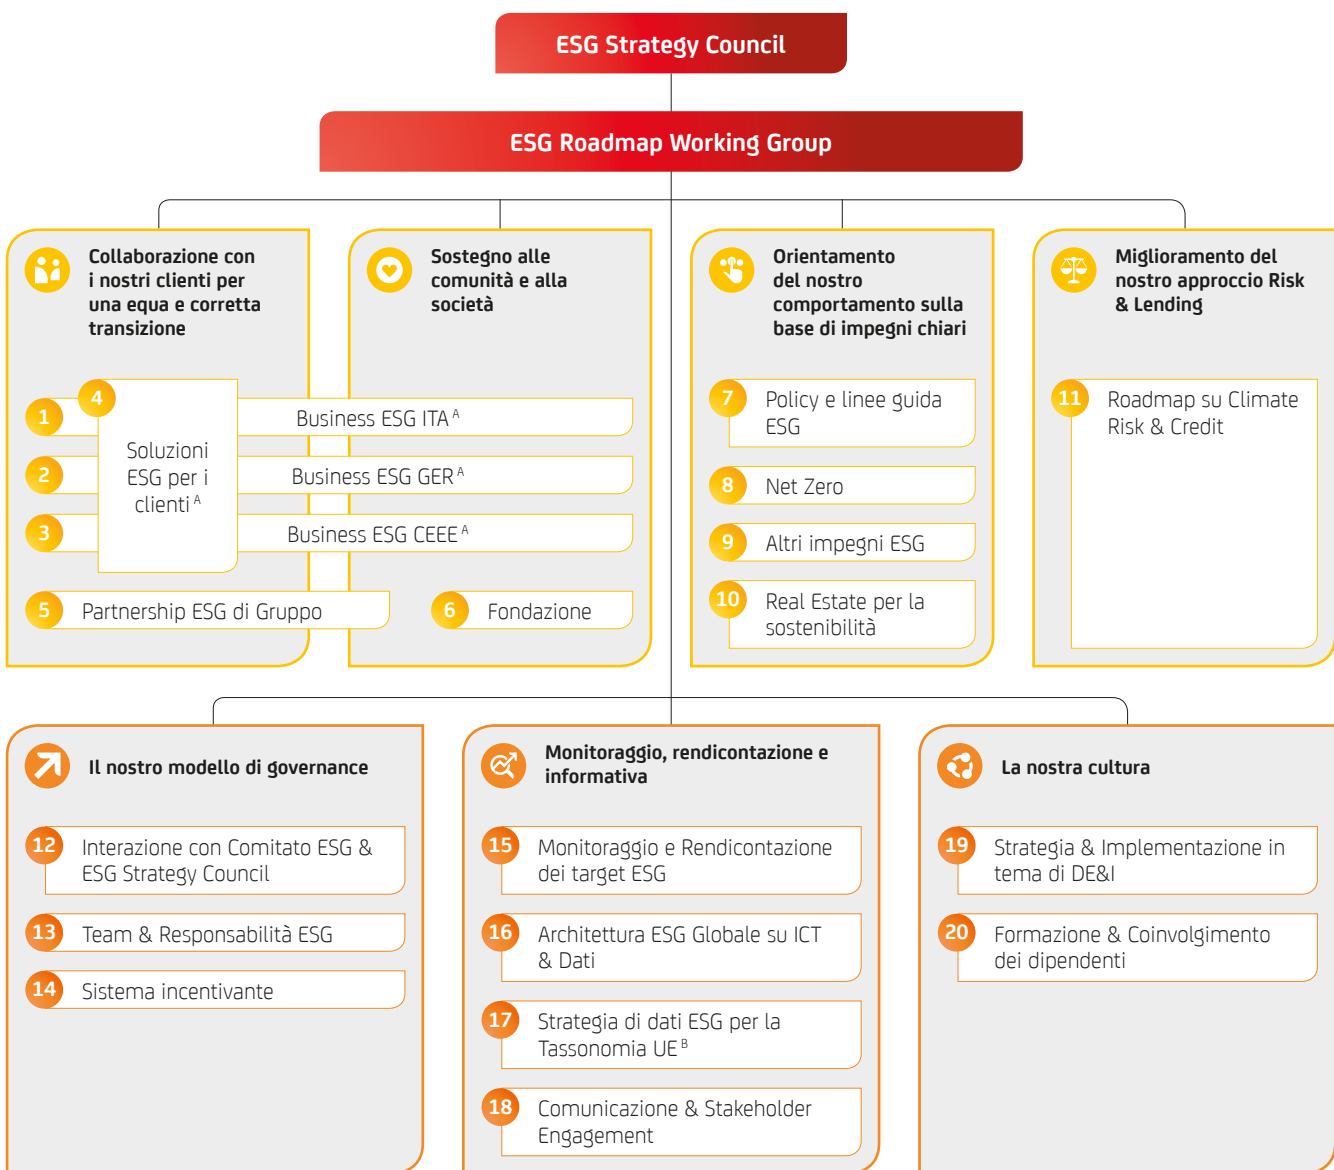 ESG Strategy Council
ESG Roadmap Working Group
Collaborazione con
i nostri clienti per
una equa e corretta
transizione
4
1
Business ESG ITA A
Soluzioni
ESG per i
clienti A
2
Business ESG GER A
3
Business ESG CEEE A
5
Partnership ESG di Gruppo
Sostegno alle
comunità e alla
società
6
Fondazione
Orientamento
del nostro
comportamento sulla
base di impegni chiari
7
Policy e linee guida
ESG
8
Net Zero
9
Altri impegni ESG
10
Real Estate per la
sostenibilità
Miglioramento del
nostro approccio Risk
& Lending
11
Roadmap su Climate
Risk & Credit
Il nostro modello di governance
12
Interazione con Comitato ESG &
ESG Strategy Council
13
Team & Responsabilità ESG
14
Sistema incentivante
Monitoraggio, rendicontazione e
informativa
15
Monitoraggio e Rendicontazione
dei target ESG
16
Architettura ESG Globale su ICT
& Dati
17
Strategia di dati ESG per la
Tassonomia UE B
18
Comunicazione & Stakeholder
Engagement
La nostra cultura
19
Strategia & Implementazione in
tema di DE&I
20
Formazione & Coinvolgimento
dei dipendenti